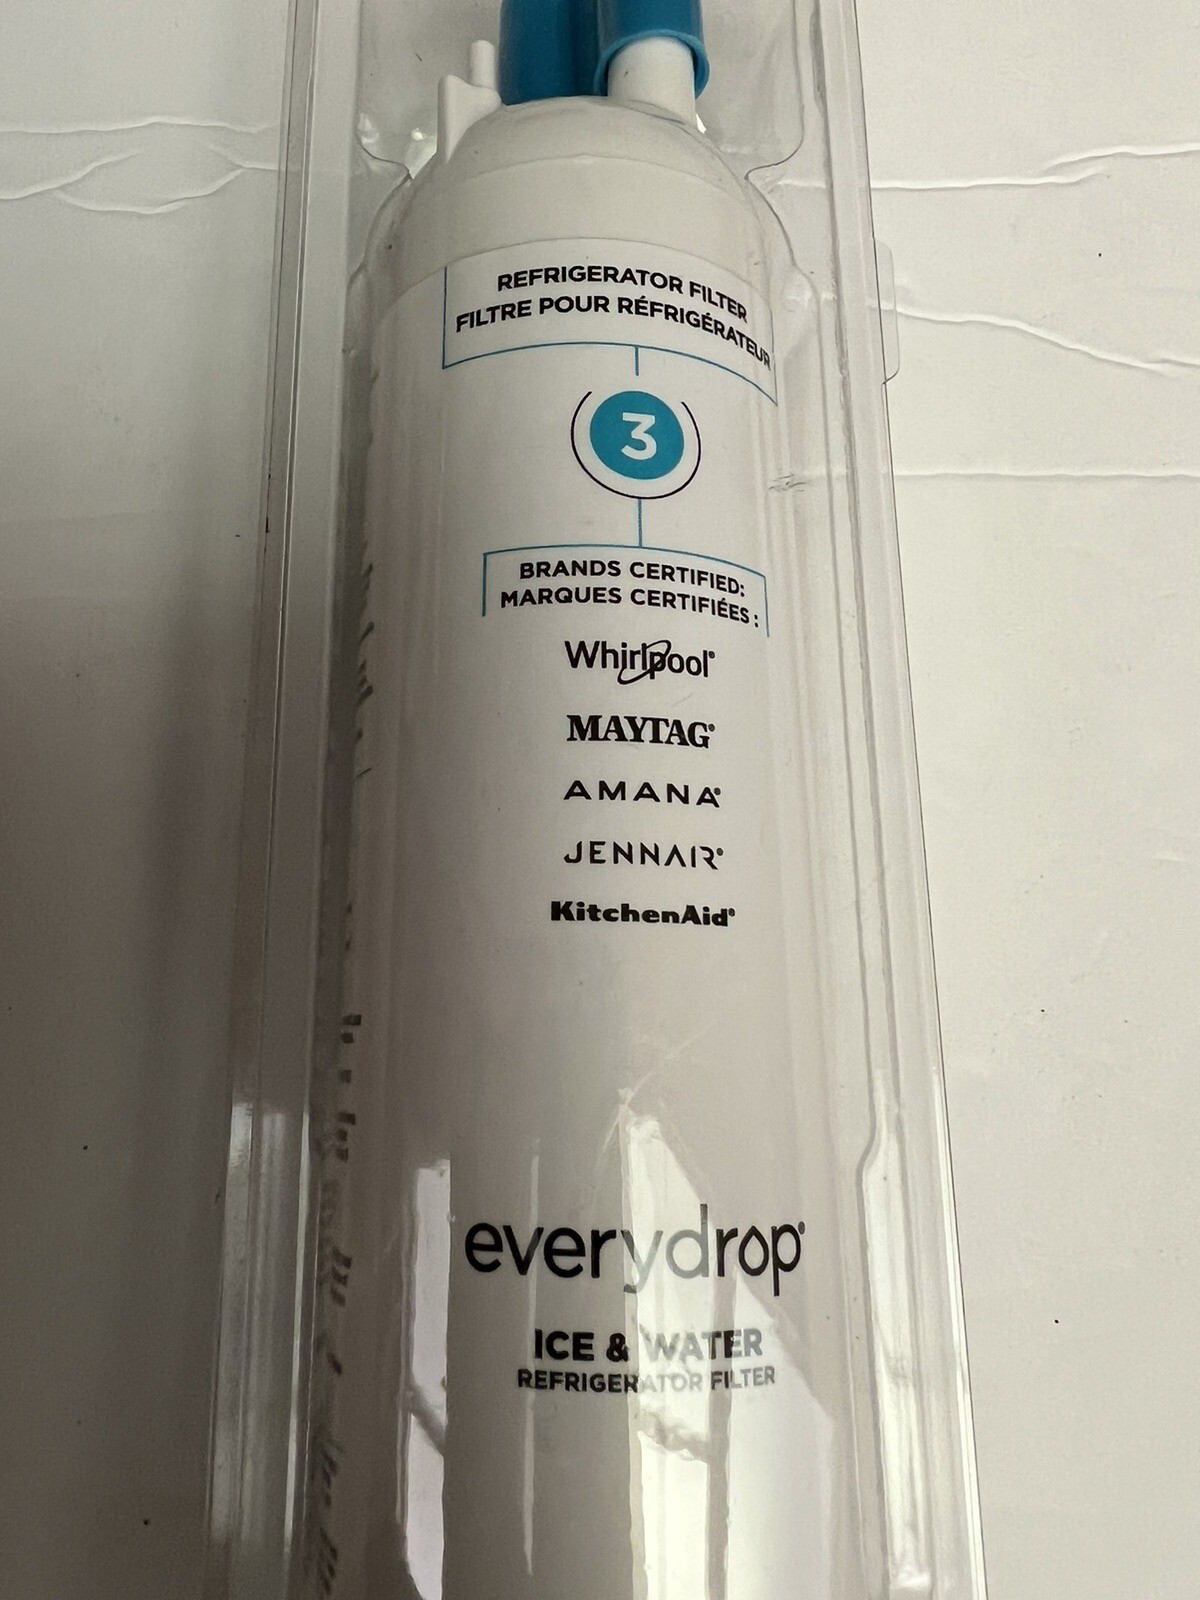 REFRIGERATOR FILTER
FILTRE POUR RÉFRIGÉRATEUR
3
BRANDS CERTIFIED:
MARQUES CERTIFIÉES :
Whirlpool®
MAYTAG®
AMANA®
JENNAIR®
KitchenAid®
everydrop®
ICE & WATER
REFRIGERATOR FILTER